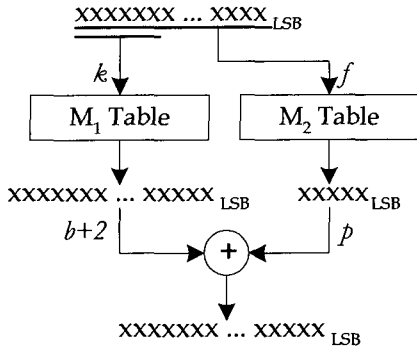 xxxxxxx ... xxxx LSB
k f
M₁ Table M₂ Table
xxxxxxx ... xxxxx LSB xxxxx LSB
b+2 + p
xxxxxxx ... xxxxx LSB